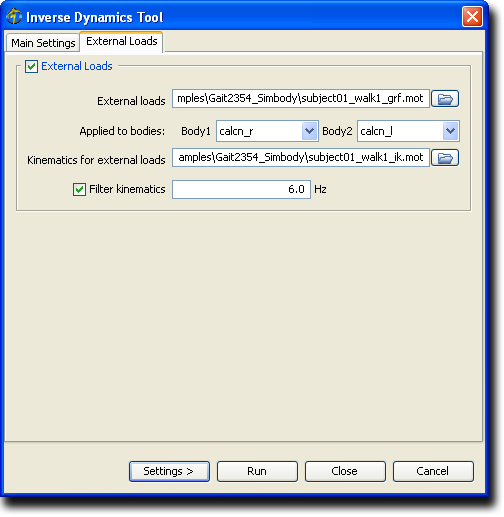 Inverse Dynamics Tool
Main Settings External Loads
External Loads
External loads mples\Gait2354_Simbody\subject01_walk1_grf.mot
Applied to bodies: Body1 calcn_r Body2 calcn_l
Kinematics for external loads amples\Gait2354_Simbody\subject01_walk1_ik.mot
Filter kinematics 6.0 Hz
Settings > Run Close Cancel